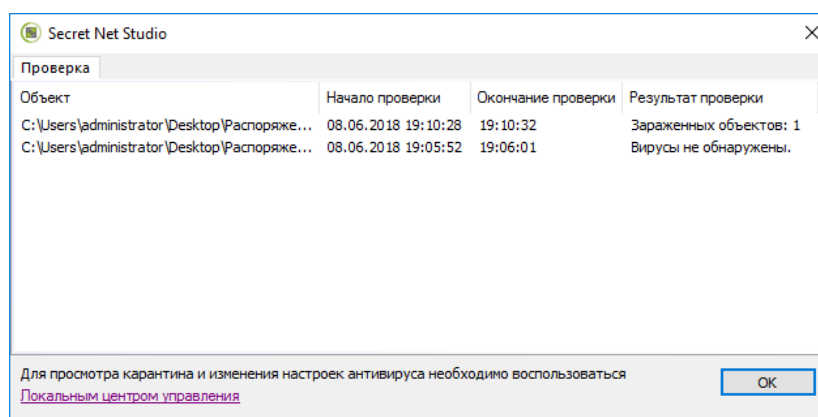 Secret Net Studio
Проверка
Объект Начало проверки Окончание проверки Результат проверки
C:\Users\administrator\Desktop\Распоряже... 08.06.2018 19:10:28 19:10:32 Зараженных объектов: 1
C:\Users\administrator\Desktop\Распоряже... 08.06.2018 19:05:52 19:06:01 Вирусы не обнаружены.
Для просмотра карантина и изменения настроек антивируса необходимо воспользоваться
Локальным центром управления
OK